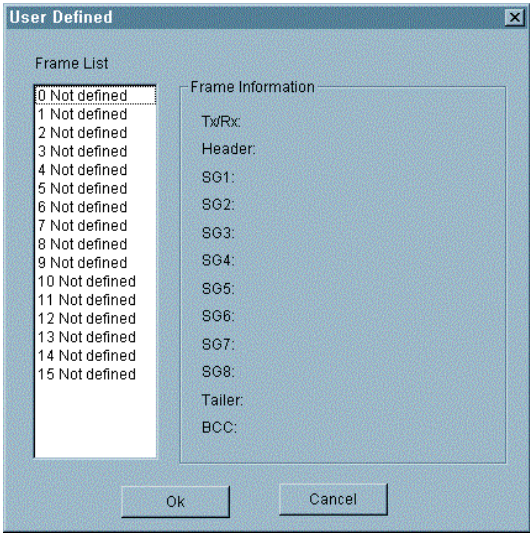 User Defined
Frame List
0 Not defined
1 Not defined
2 Not defined
3 Not defined
4 Not defined
5 Not defined
6 Not defined
7 Not defined
8 Not defined
9 Not defined
10 Not defined
11 Not defined
12 Not defined
13 Not defined
14 Not defined
15 Not defined
Frame Information
Tx/Rx:
Header:
SG1:
SG2:
SG3:
SG4:
SG5:
SG6:
SG7:
SG8:
Tailer:
BCC:
Ok
Cancel